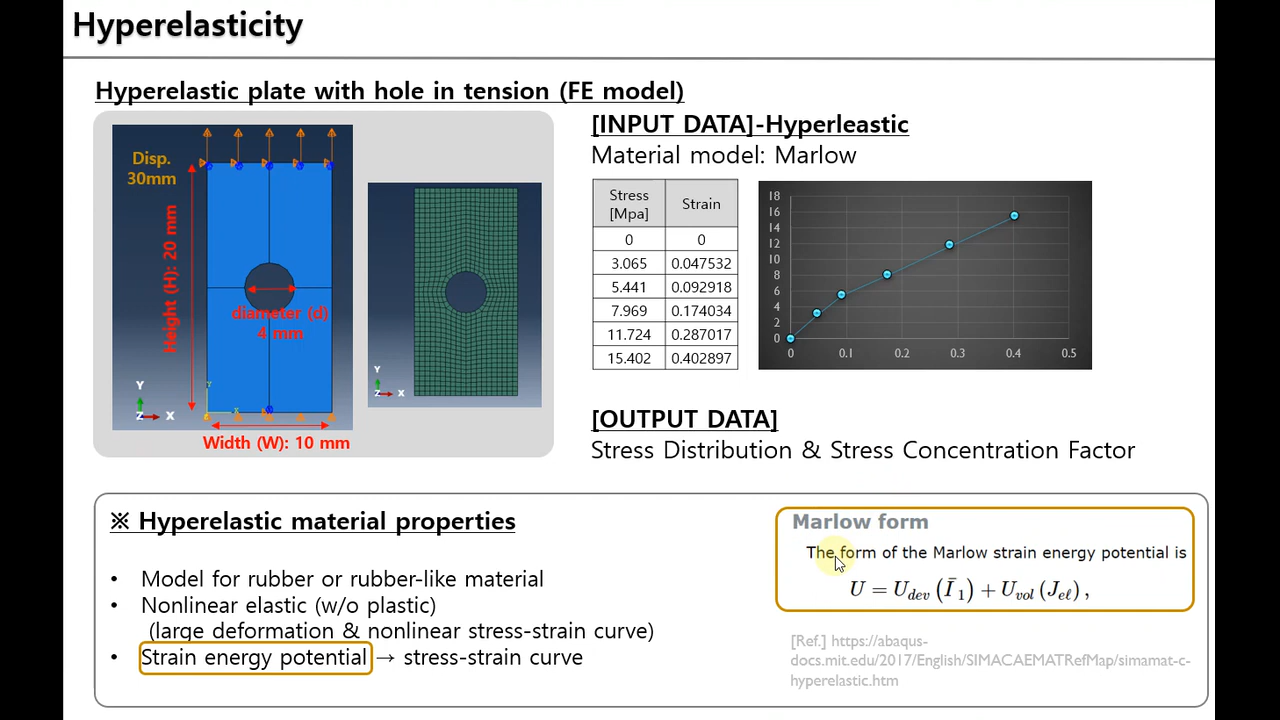 Hyperelasticity
Hyperelastic plate with hole in tension (FE model)
Disp.
30mm
Height (H): 20 mm
diameter (d)
4 mm
Y
Z X
Y
X
Width (W): 10 mm
Y
Z X
[INPUT DATA]-Hyperleastic
Material model: Marlow
Stress [Mpa] Strain
0 0
3.065 0.047532
5.441 0.092918
7.969 0.174034
11.724 0.287017
15.402 0.402897
18
16
14
12
10
8
6
4
2
0
0 0.1 0.2 0.3 0.4 0.5
[OUTPUT DATA]
Stress Distribution & Stress Concentration Factor
※ Hyperelastic material properties
• Model for rubber or rubber-like material
• Nonlinear elastic (w/o plastic)
(large deformation & nonlinear stress-strain curve)
• Strain energy potential → stress-strain curve
Marlow form
The form of the Marlow strain energy potential is
U = U_dev (Ī_1) + U_vol (J_eℓ) ,
[Ref.] https://abaqus-
docs.mit.edu/2017/English/SIMACAEMATRefMap/simamat-c-
hyperelastic.htm